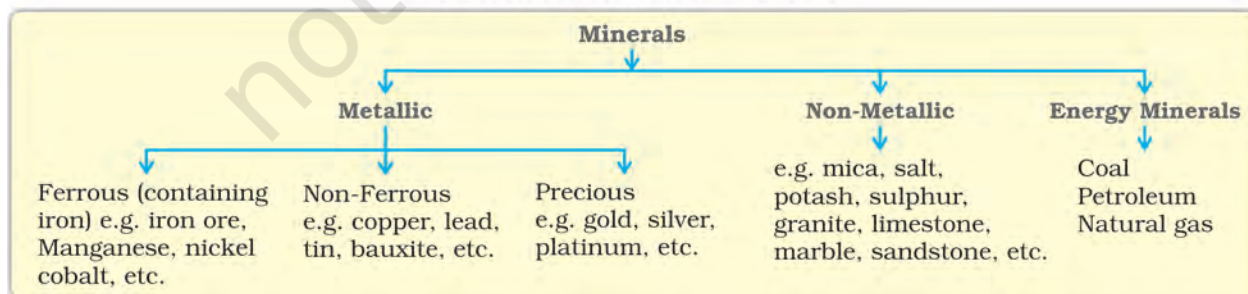 Minerals
Metallic
Non-Metallic
Energy Minerals
Ferrous (containing
iron) e.g. iron ore,
Manganese, nickel
cobalt, etc.
Non-Ferrous
e.g. copper, lead,
tin, bauxite, etc.
Precious
e.g. gold, silver,
platinum, etc.
e.g. mica, salt,
potash, sulphur,
granite, limestone,
marble, sandstone, etc.
Coal
Petroleum
Natural gas
not